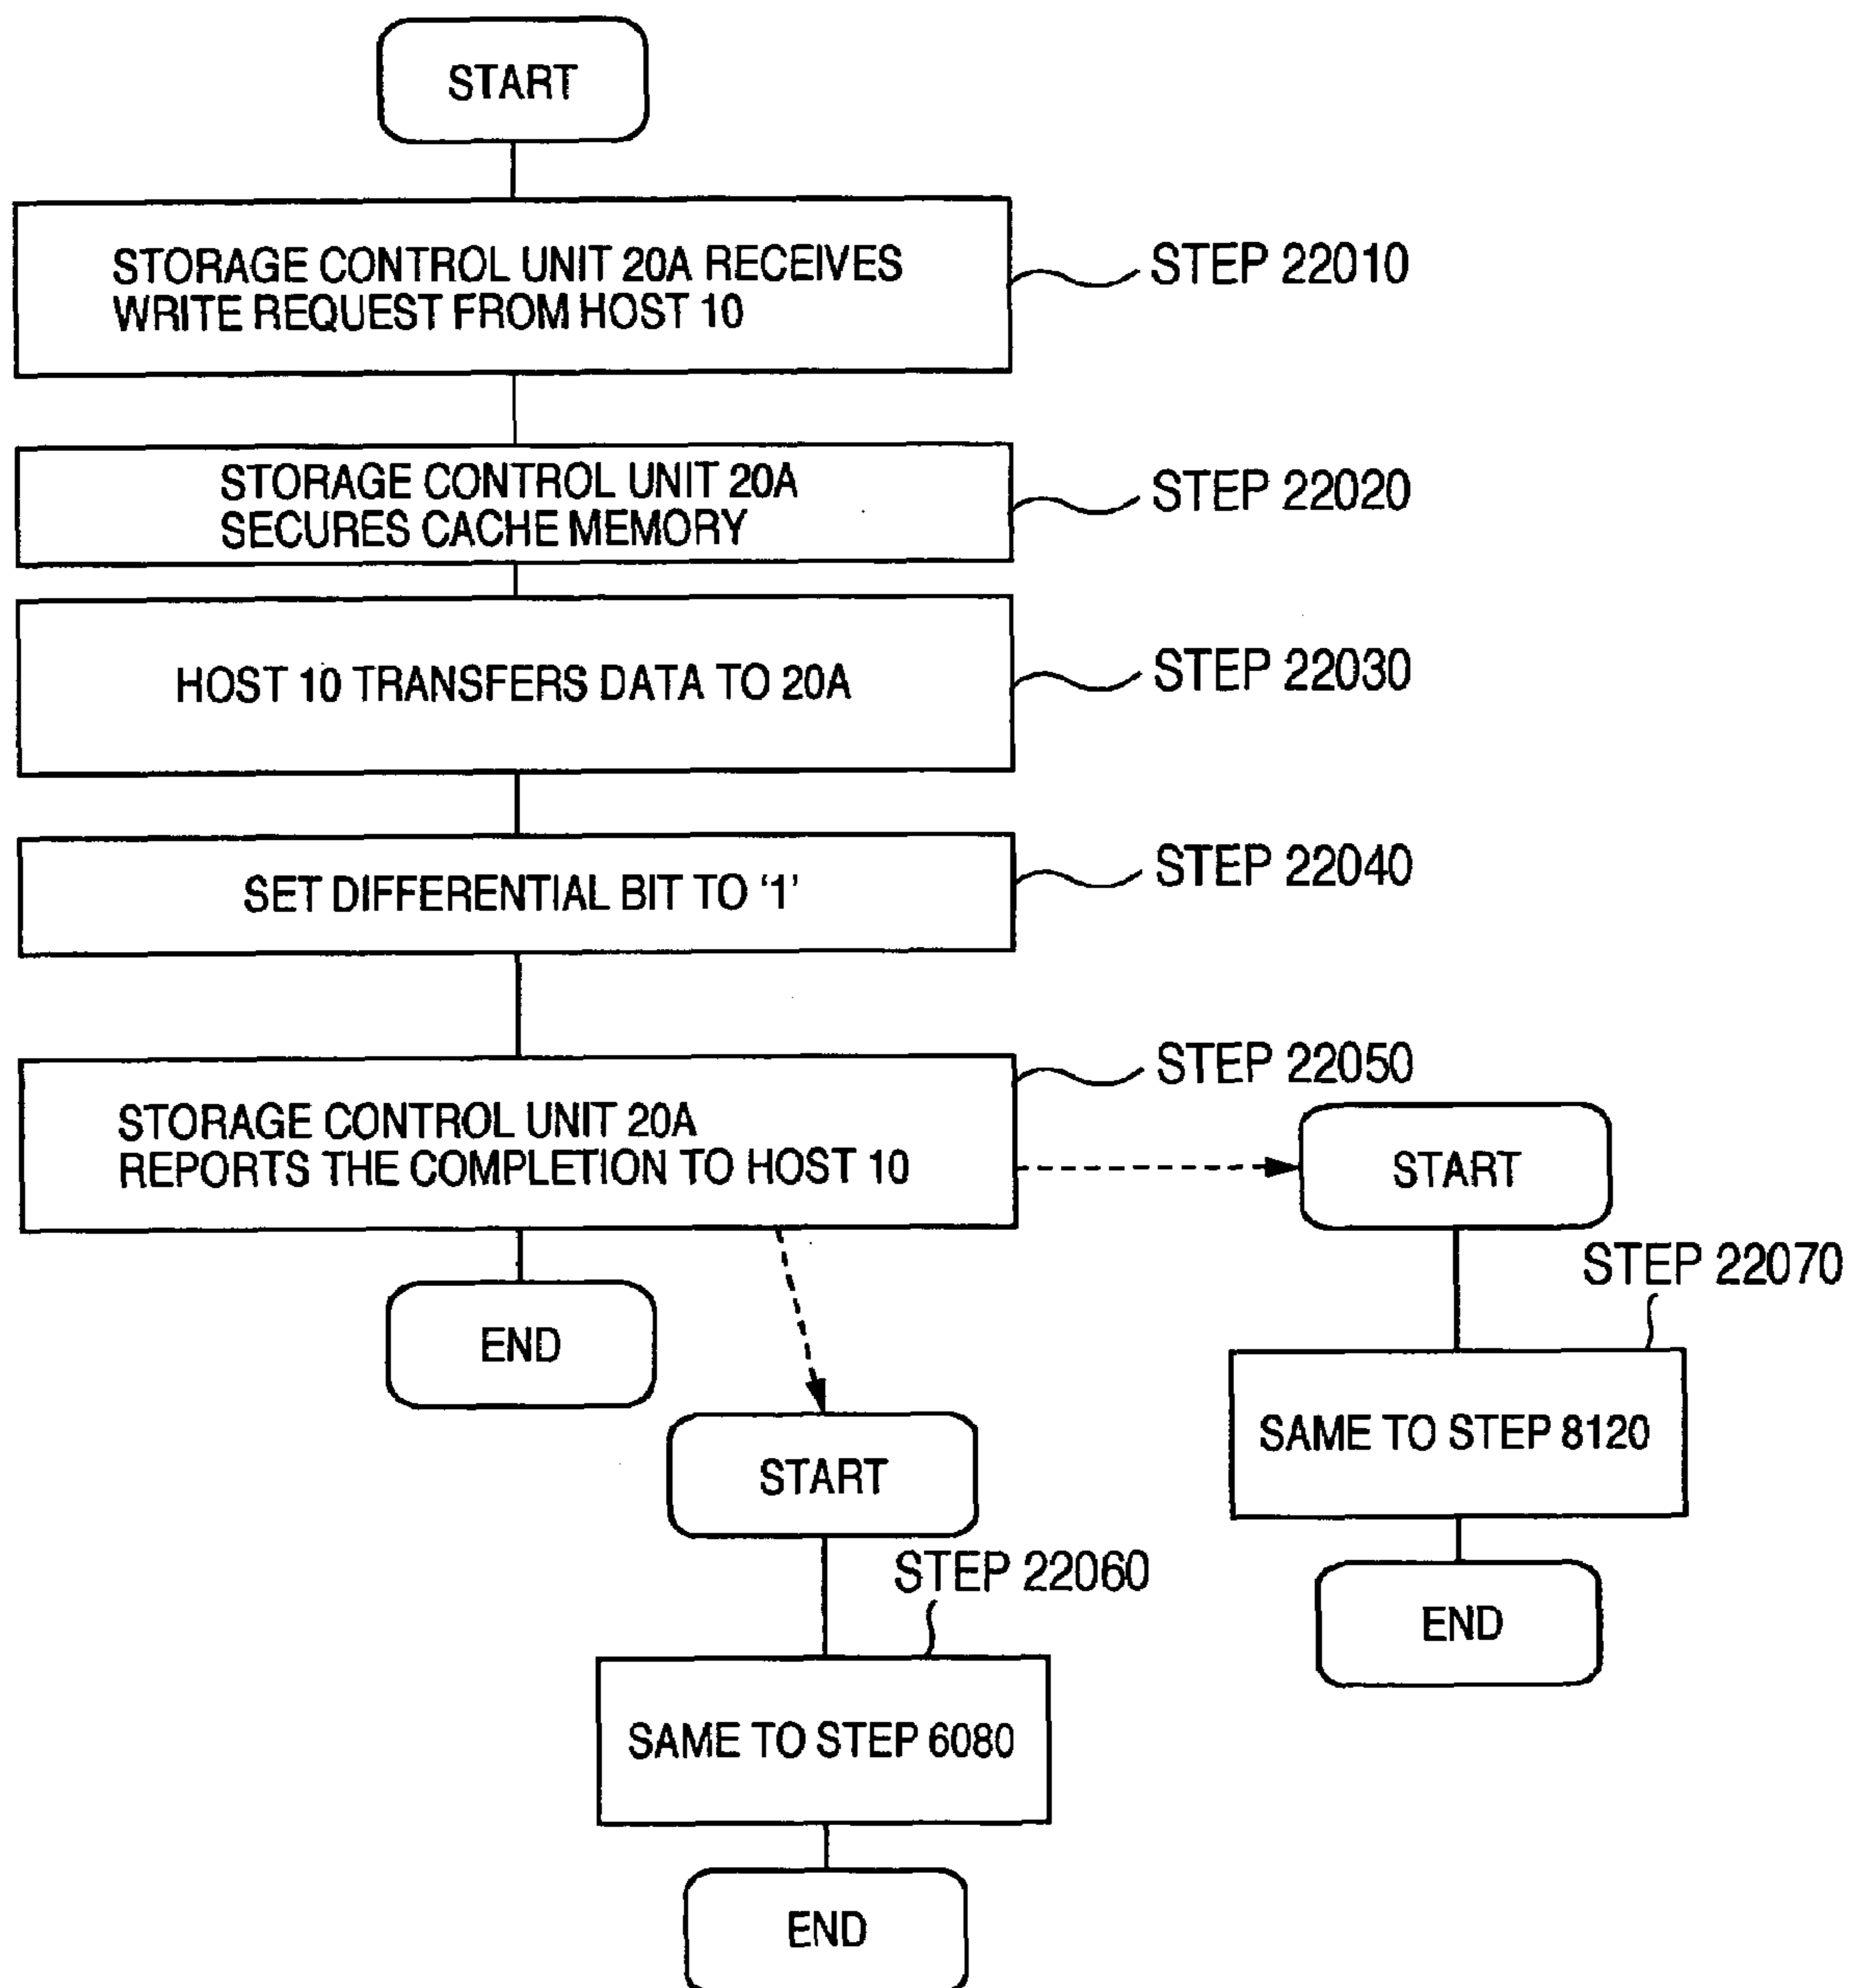 START
STORAGE CONTROL UNIT 20A RECEIVES
WRITE REQUEST FROM HOST 10
STEP 22010
STORAGE CONTROL UNIT 20A
SECURES CACHE MEMORY
STEP 22020
HOST 10 TRANSFERS DATA TO 20A
STEP 22030
SET DIFFERENTIAL BIT TO '1'
STEP 22040
STORAGE CONTROL UNIT 20A
REPORTS THE COMPLETION TO HOST 10
STEP 22050
END
START
STEP 22070
SAME TO STEP 8120
END
START
STEP 22060
SAME TO STEP 6080
END